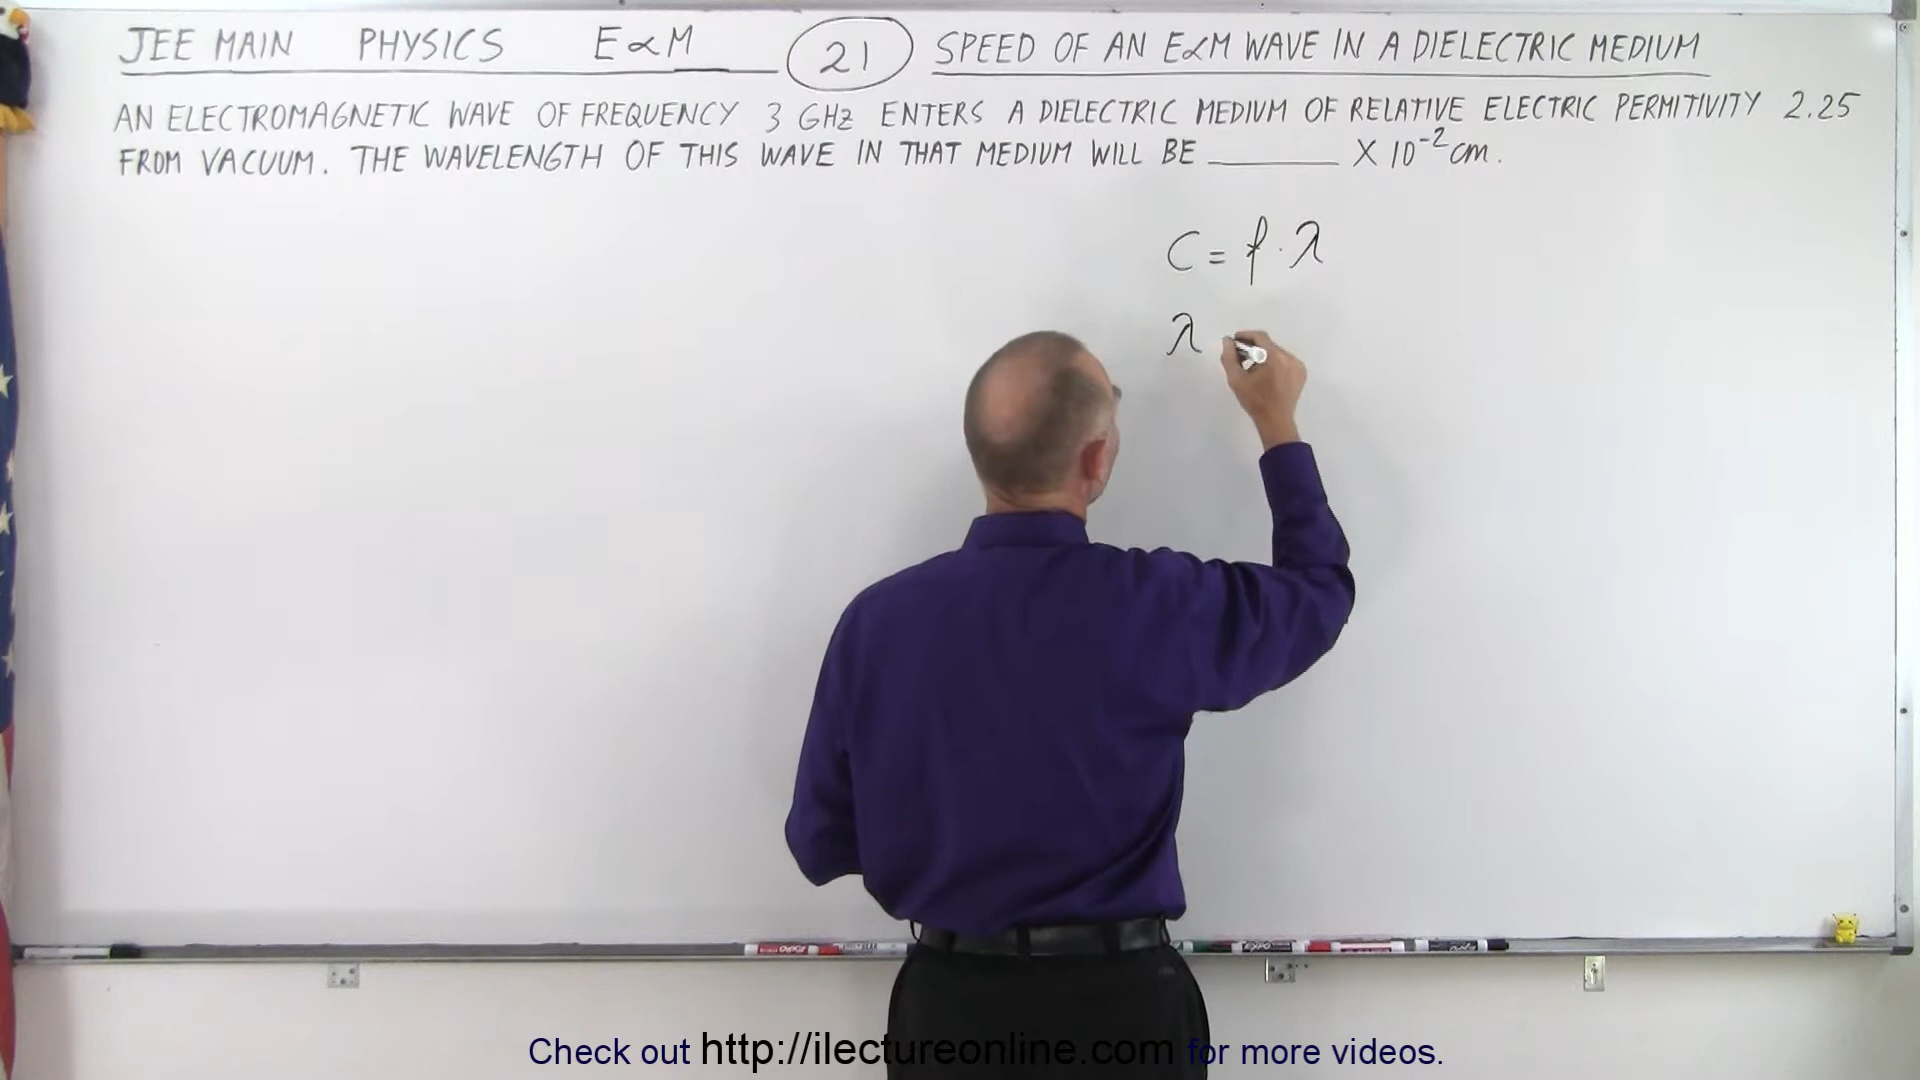 JEE MAIN PHYSICS E&M 21 SPEED OF AN E&M WAVE IN A DIELECTRIC MEDIUM
AN ELECTROMAGNETIC WAVE OF FREQUENCY 3 GHz ENTERS A DIELECTRIC MEDIUM OF RELATIVE ELECTRIC PERMITIVITY 2.25
FROM VACUUM. THE WAVELENGTH OF THIS WAVE IN THAT MEDIUM WILL BE ______ X 10⁻² cm.
C = f · λ
λ
Check out http://ilectureonline.com for more videos.